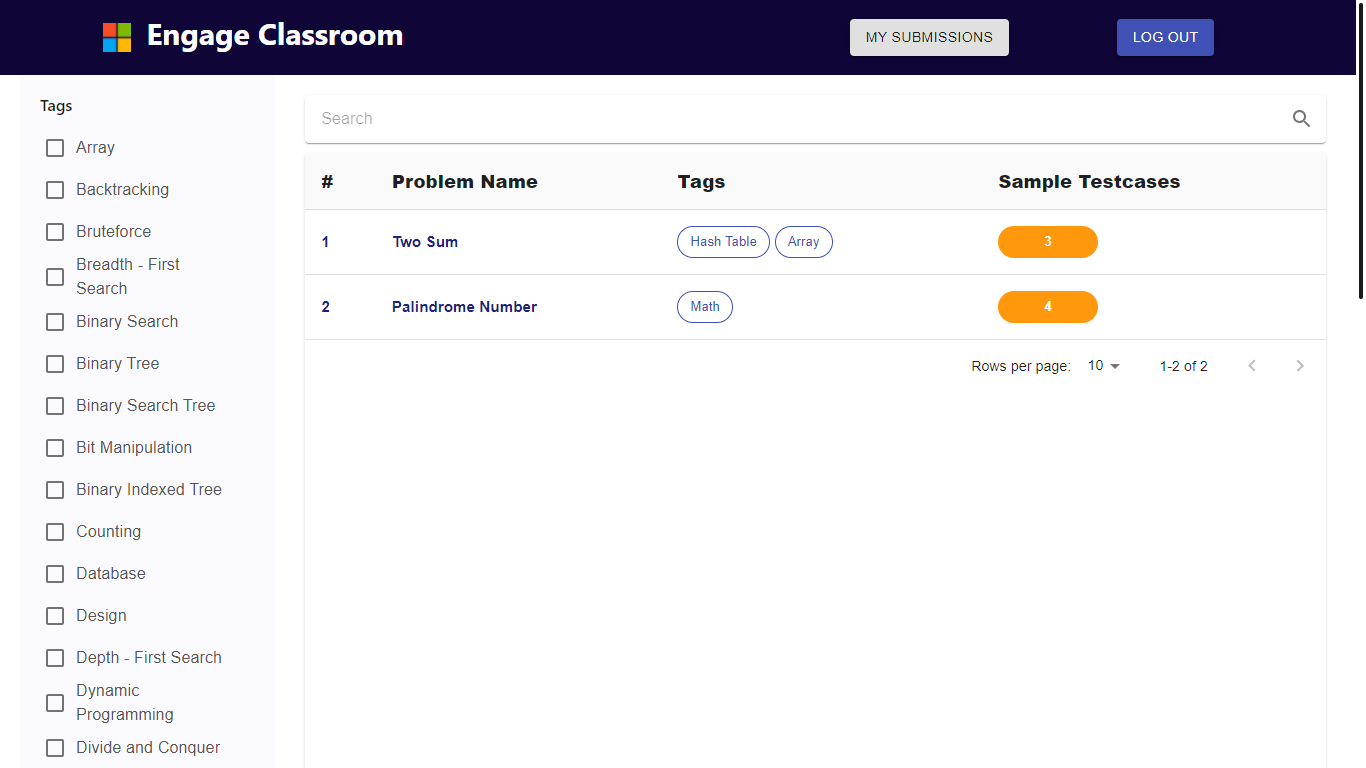 Engage Classroom
MY SUBMISSIONS
LOG OUT
Tags
Array
Backtracking
Bruteforce
Breadth - First
Search
Binary Search
Binary Tree
Binary Search Tree
Bit Manipulation
Binary Indexed Tree
Counting
Database
Design
Depth - First Search
Dynamic
Programming
Divide and Conquer
Search
# Problem Name Tags Sample Testcases
1 Two Sum Hash Table Array 3
2 Palindrome Number Math 4
Rows per page: 10 1-2 of 2